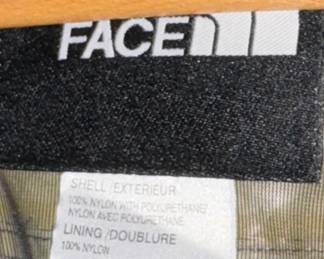 FACE
SHELL/EXTERIEUR
100% NYLON WITH POLYURETHANE/
NYLON AVEC POLYURETHANE
LINING/DOUBLURE
100% NYLON